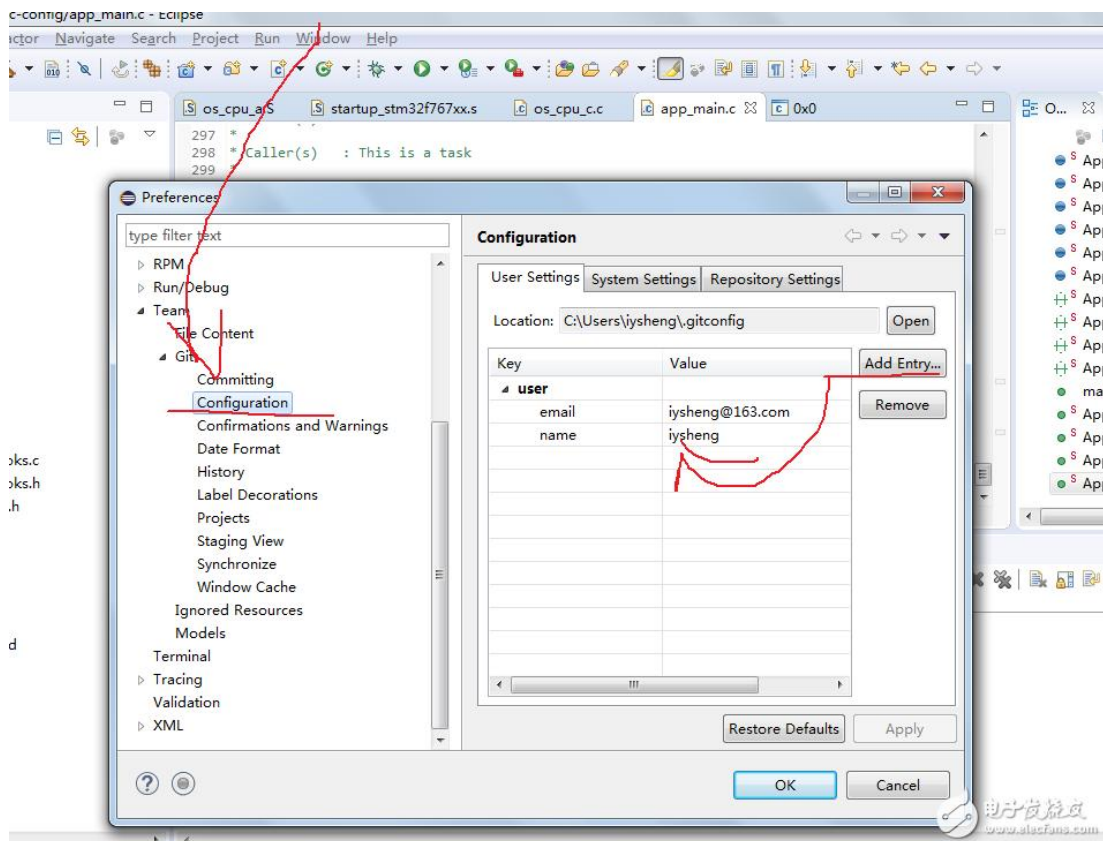 c-config/app_main.c - Eclipse
actor Navigate Search Project Run Window Help
os_cpu_a.S startup_stm32f767xx.s os_cpu_c.c app_main.c 0x0 O...
297 *
298 * Caller(s) : This is a task
299 *
Preferences
type filter text
Configuration
RPM
Run/Debug
Team
File Content
Git
Committing
Configuration
Confirmations and Warnings
Date Format
History
Label Decorations
Projects
Staging View
Synchronize
Window Cache
Ignored Resources
Models
Terminal
Tracing
Validation
XML
User Settings System Settings Repository Settings
Location: C:\Users\iysheng\.gitconfig Open
Key Value Add Entry...
user
email iysheng@163.com Remove
name iysheng
Restore Defaults Apply
OK Cancel
oks.c
oks.h
.h
d
App
App
App
App
App
App
App
App
App
App
ma
App
App
App
App
电子发烧友
www.elecfans.com